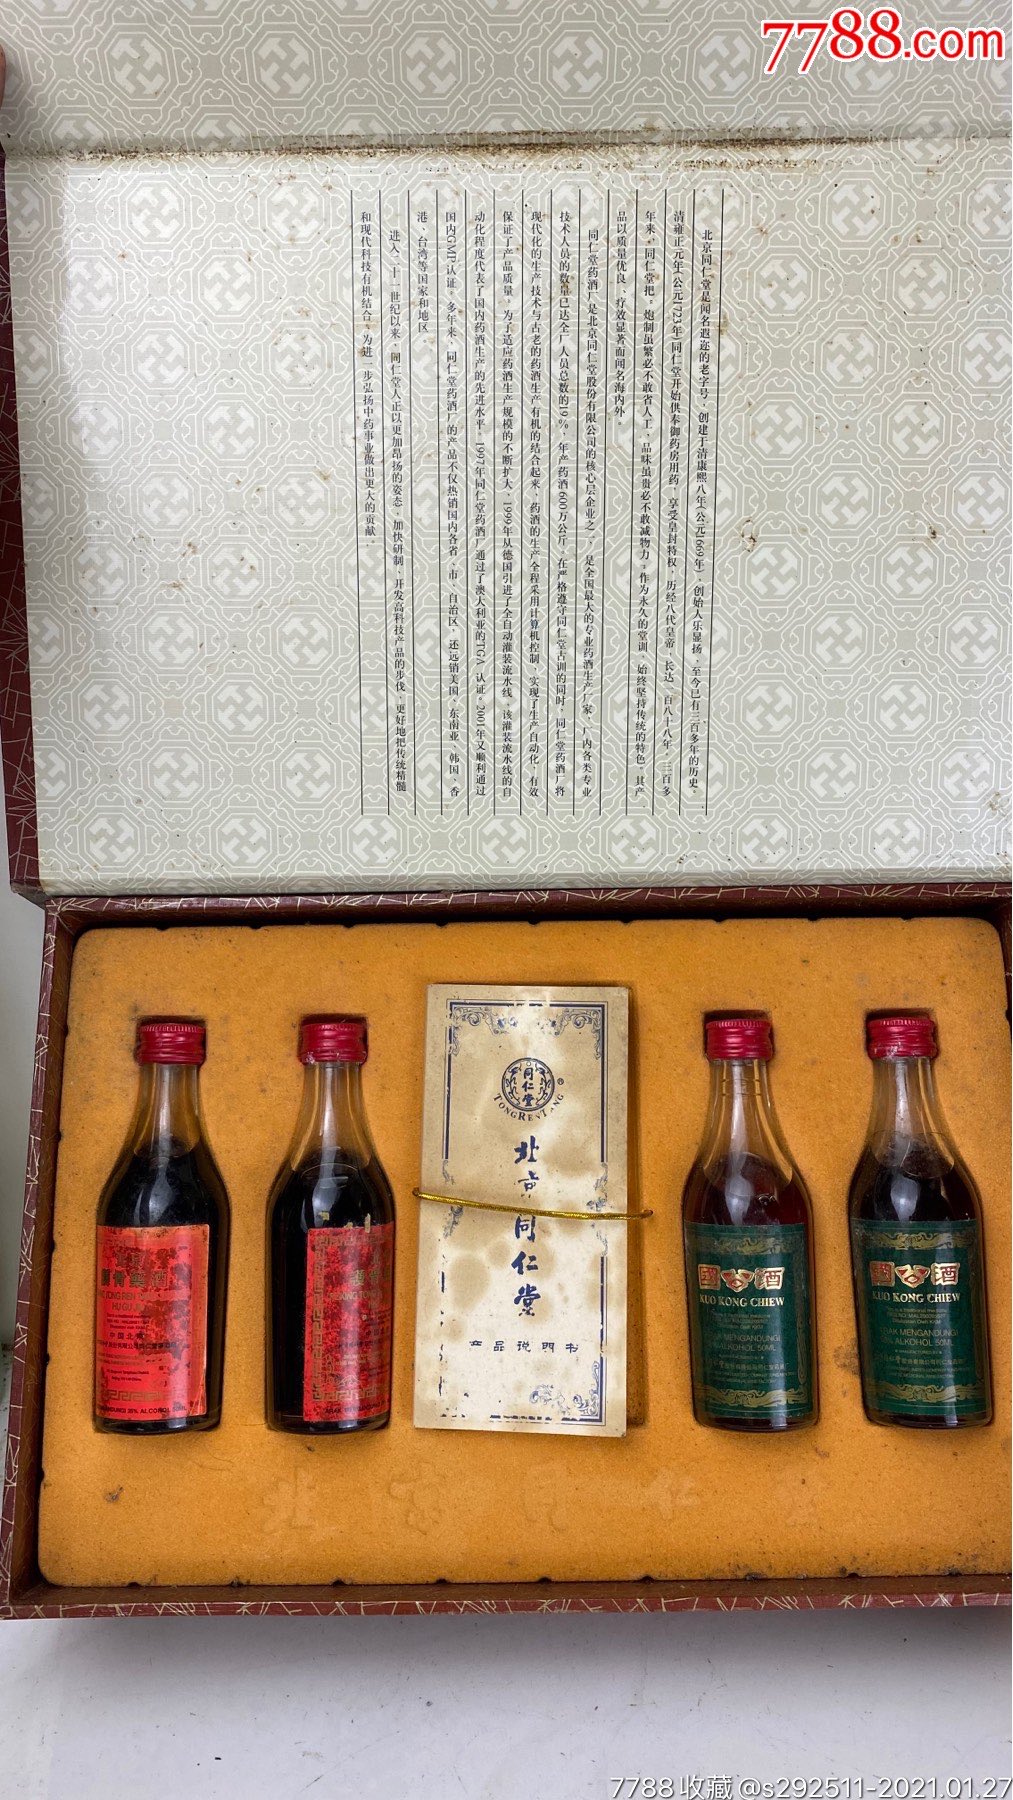 7788.com
北京同仁堂是闻名遐迩的老字号，创建于清康熙八年(公元1669年)，创始人乐显扬，至今已有三百多年的历史。
清雍正元年(公元1723年)同仁堂开始供奉御药房用药，享受皇封特权，历经八代皇帝，长达一百八十八年。三百多
年来，同仁堂把“炮制虽繁必不敢省人工，品味虽贵必不敢减物力”作为永久的堂训，始终坚持传统的特色。其产
品以质量优良、疗效显著而闻名海内外。
同仁堂药酒厂是北京同仁堂股份有限公司的核心层企业之一，是全国最大的专业药酒生产厂家，厂内各类专业
技术人员的数量已达全厂人员总数的19%，年产药酒600万公斤。在严格遵守同仁堂古训的同时，同仁堂药酒厂将
现代化的生产技术与古老的药酒生产有机的结合起来，药酒的生产全程采用计算机控制，实现了生产自动化，有效
保证了产品质量。为了适应药酒生产规模的不断扩大，1999年从德国引进了全自动灌装流水线，该灌装流水线的自
动化程度代表了国内药酒生产的先进水平。1997年同仁堂药酒厂通过了澳大利亚的TGA认证。2001年又顺利通过
国内GMP认证。多年来，同仁堂药酒厂的产品不仅热销国内各省、市、自治区，还远销美国、东南亚、韩国、香
港、台湾等国家和地区
进入二十一世纪以来，同仁堂人正以更加昂扬的姿态，加快研制、开发高科技产品的步伐，更好地把传统精髓
和现代科技有机结合，为进一步弘扬中药事业做出更大的贡献。
同仁堂
TONGRENTANG
®
北京同仁堂
产品说明书
骨藥酒
HU GU
中国北京
ALCOHOL 50ML
國公酒
KUO KONG CHIEW
ARAK MENGANDUNGI
ALKOHOL 50ML
國公酒
KUO KONG CHIEW
ARAK MENGANDUNGI
ALKOHOL 50ML
7788收藏@s292511-2021.01.27